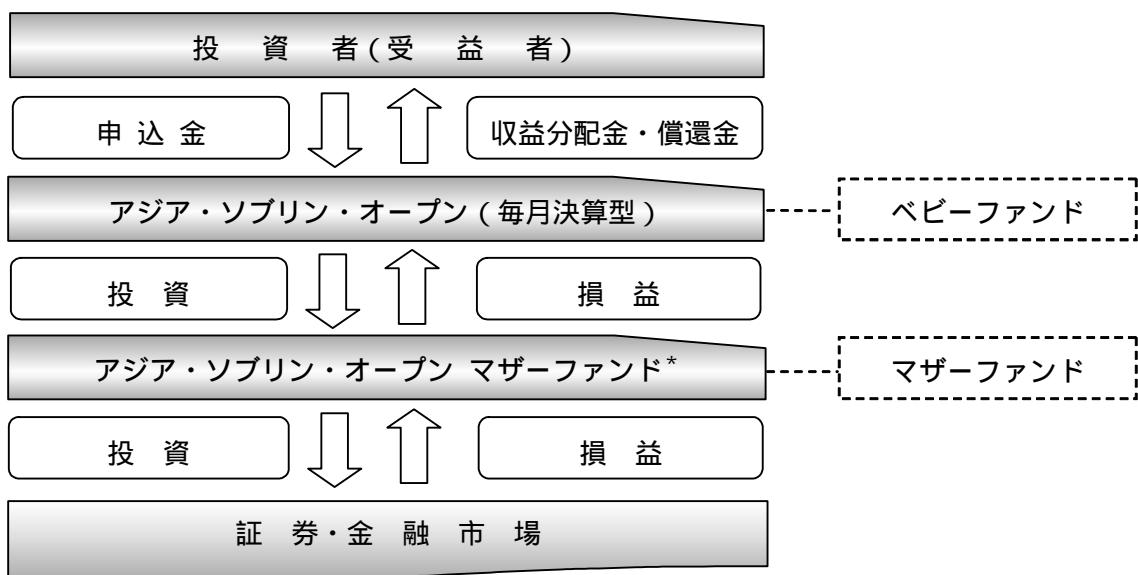 投資者(受益者)
申込金
収益分配金・償還金
アジア・ソブリン・オープン(毎月決算型)
ベビーファンド
投資
損益
アジア・ソブリン・オープン マザーファンド*
マザーファンド
投資
損益
証券・金融市場